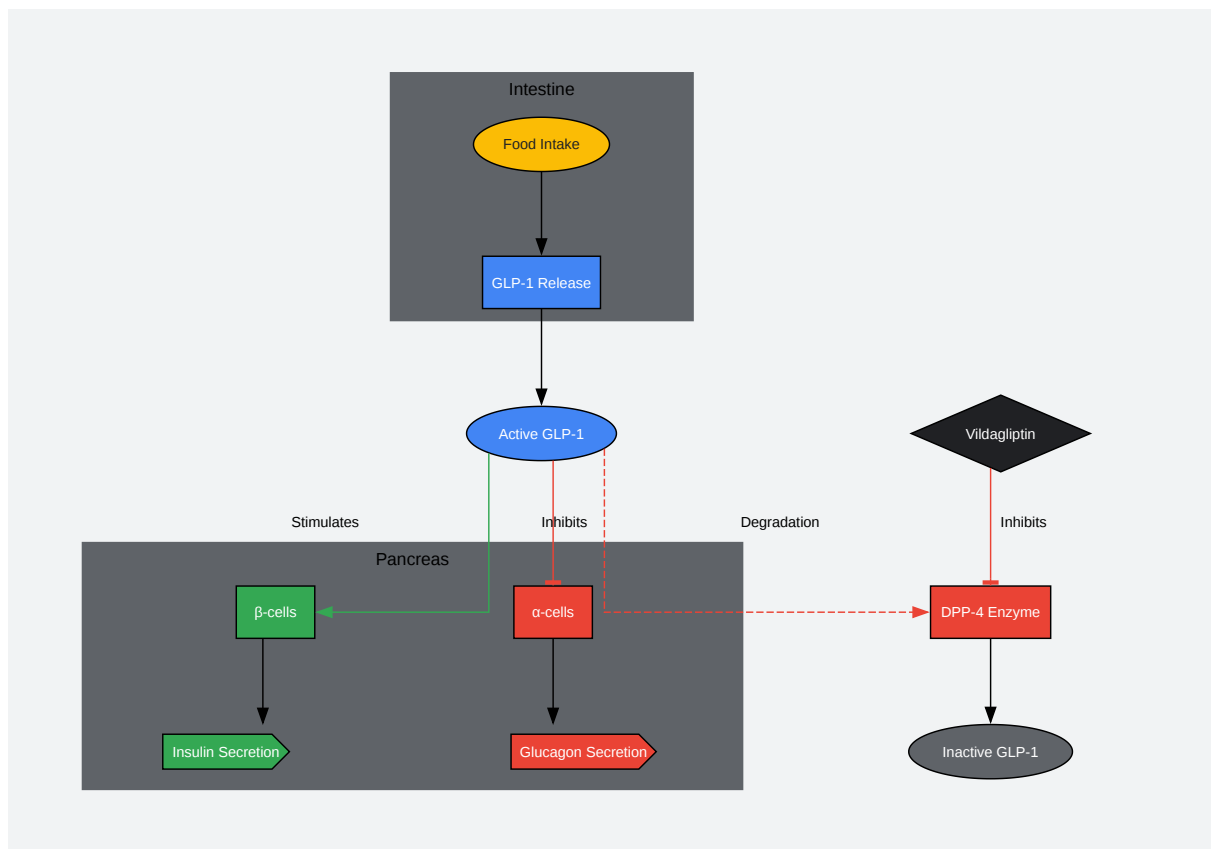 Intestine
Food Intake
GLP-1 Release
Active GLP-1
Vildagliptin
Stimulates
Inhibits
Degradation
Inhibits
Pancreas
β-cells
α-cells
DPP-4 Enzyme
Insulin Secretion
Glucagon Secretion
Inactive GLP-1